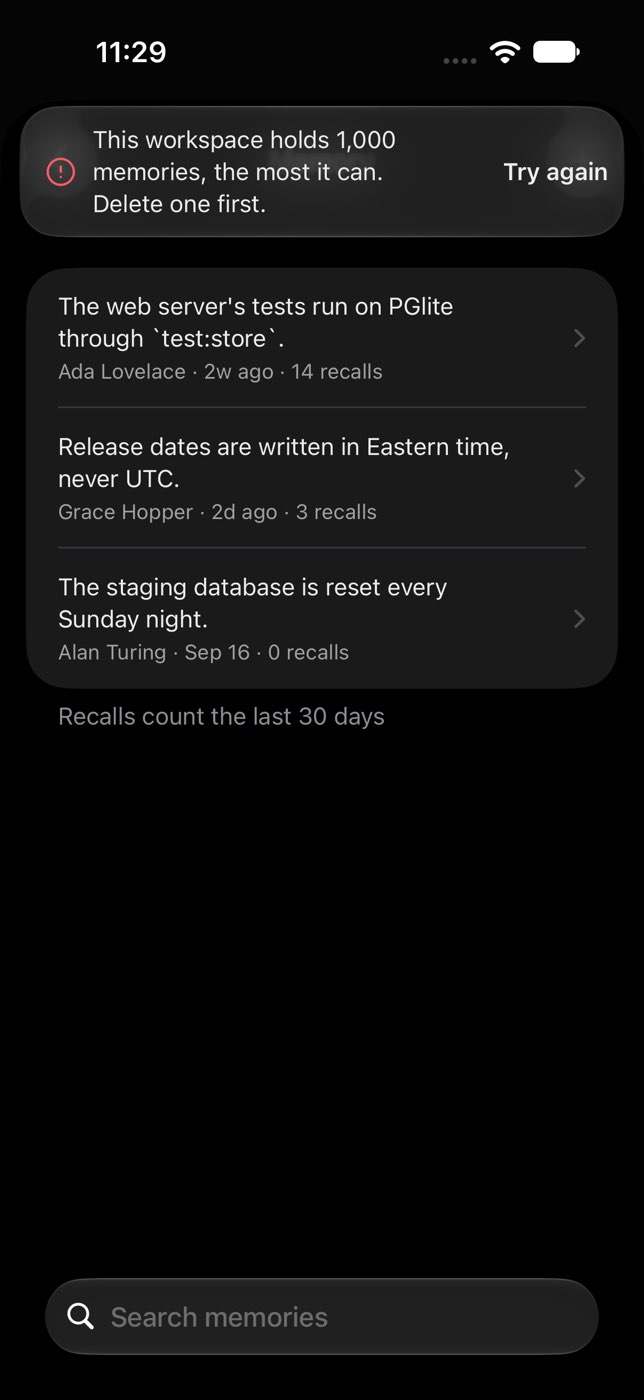 11:29
This workspace holds 1,000
memories, the most it can.
Delete one first.
Try again
The web server's tests run on PGlite
through `test:store`.
Ada Lovelace · 2w ago · 14 recalls
Release dates are written in Eastern time,
never UTC.
Grace Hopper · 2d ago · 3 recalls
The staging database is reset every
Sunday night.
Alan Turing · Sep 16 · 0 recalls
Recalls count the last 30 days
Search memories